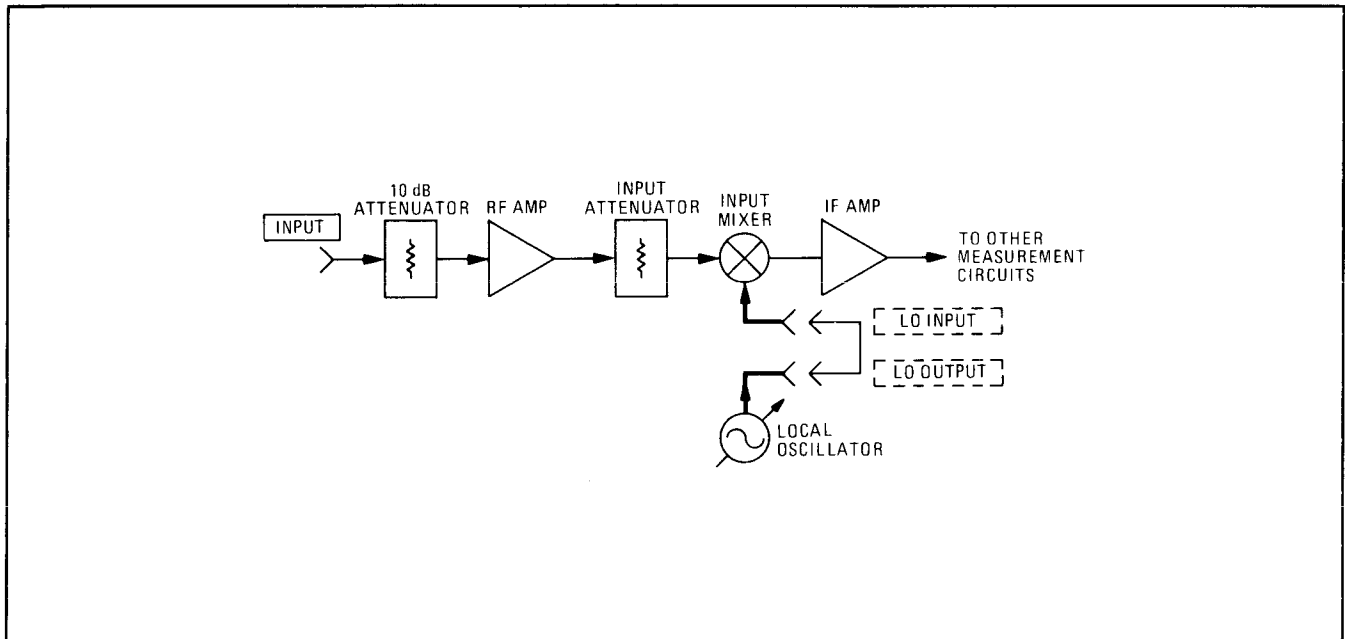 10 dB
ATTENUATOR
RF AMP
INPUT
ATTENUATOR
INPUT
MIXER
IF AMP
INPUT
TO OTHER
MEASUREMENT
CIRCUITS
LO INPUT
LO OUTPUT
LOCAL
OSCILLATOR